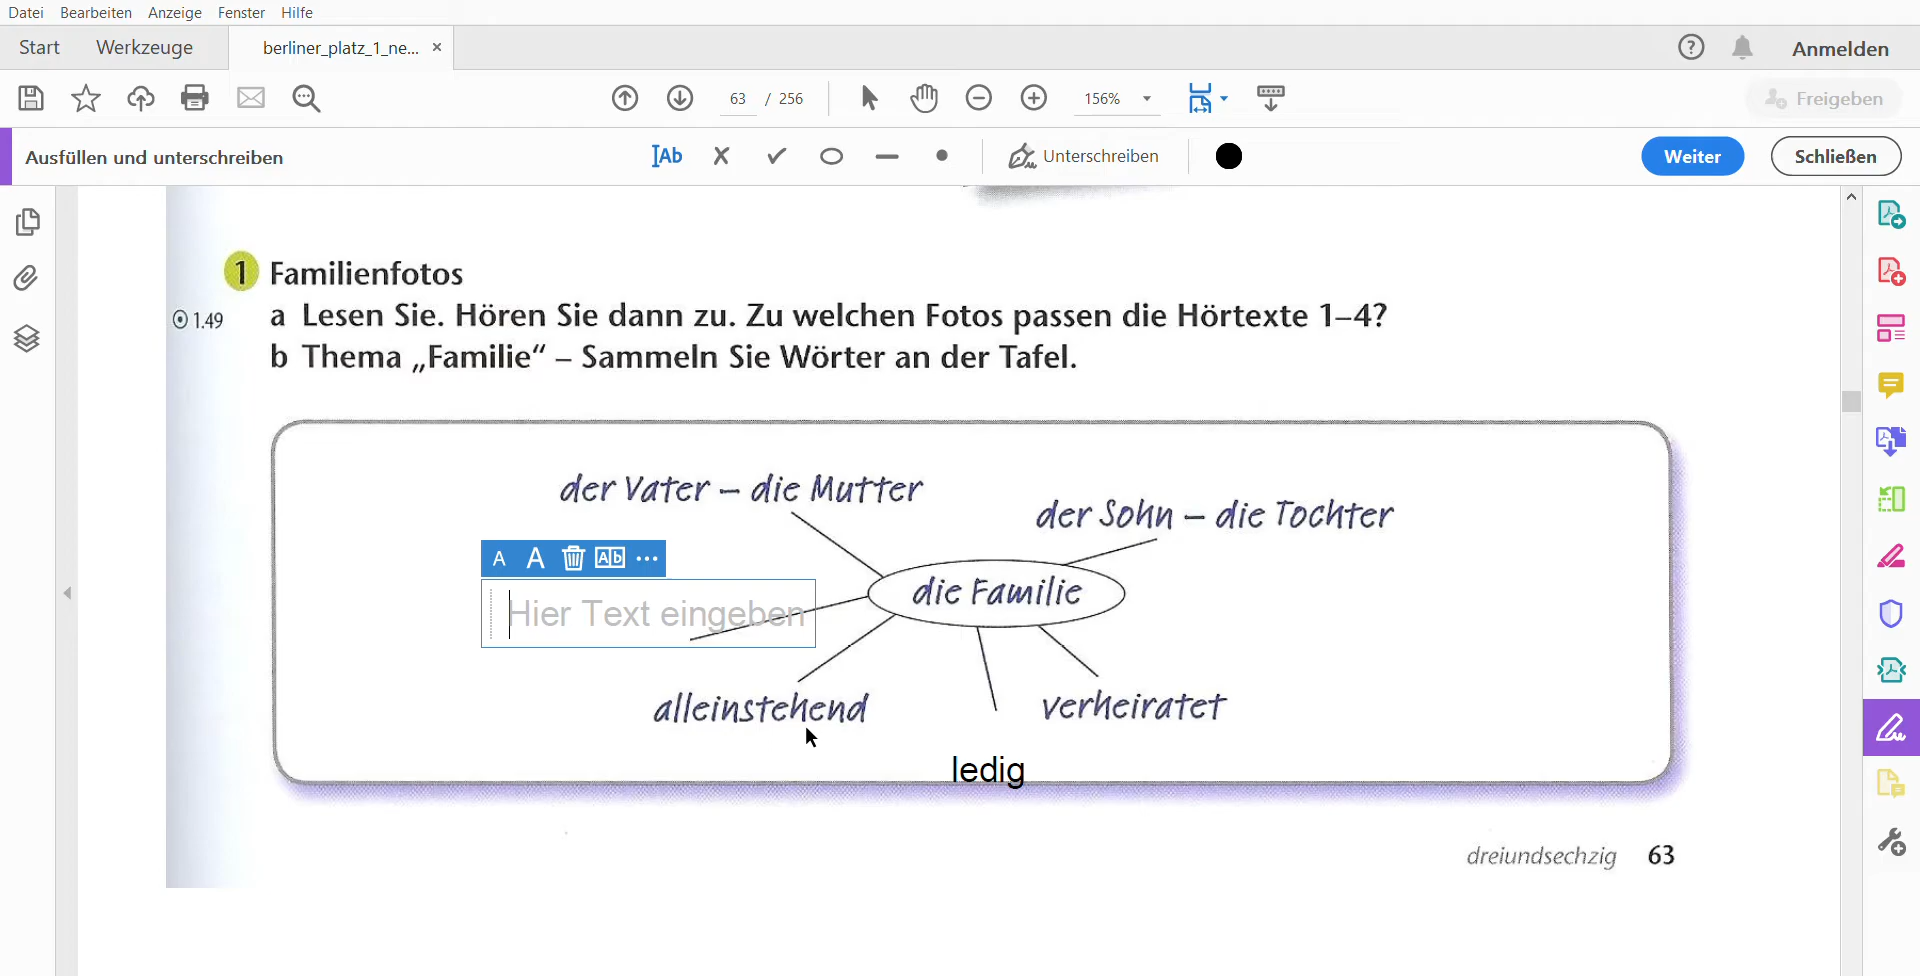 Datei Bearbeiten Anzeige Fenster Hilfe
Start Werkzeuge berliner_platz_1_ne... × Anmelden
63 / 256 156% Freigeben
Ausfüllen und unterschreiben Ab Unterschreiben Weiter Schließen
1 Familienfotos
1.49 a Lesen Sie. Hören Sie dann zu. Zu welchen Fotos passen die Hörtexte 1–4?
b Thema „Familie“ – Sammeln Sie Wörter an der Tafel.
der Vater – die Mutter
der Sohn – die Tochter
A A Ab ...
die Familie
Hier Text eingeben
alleinstehend
verheiratet
ledig
dreiundsechzig 63